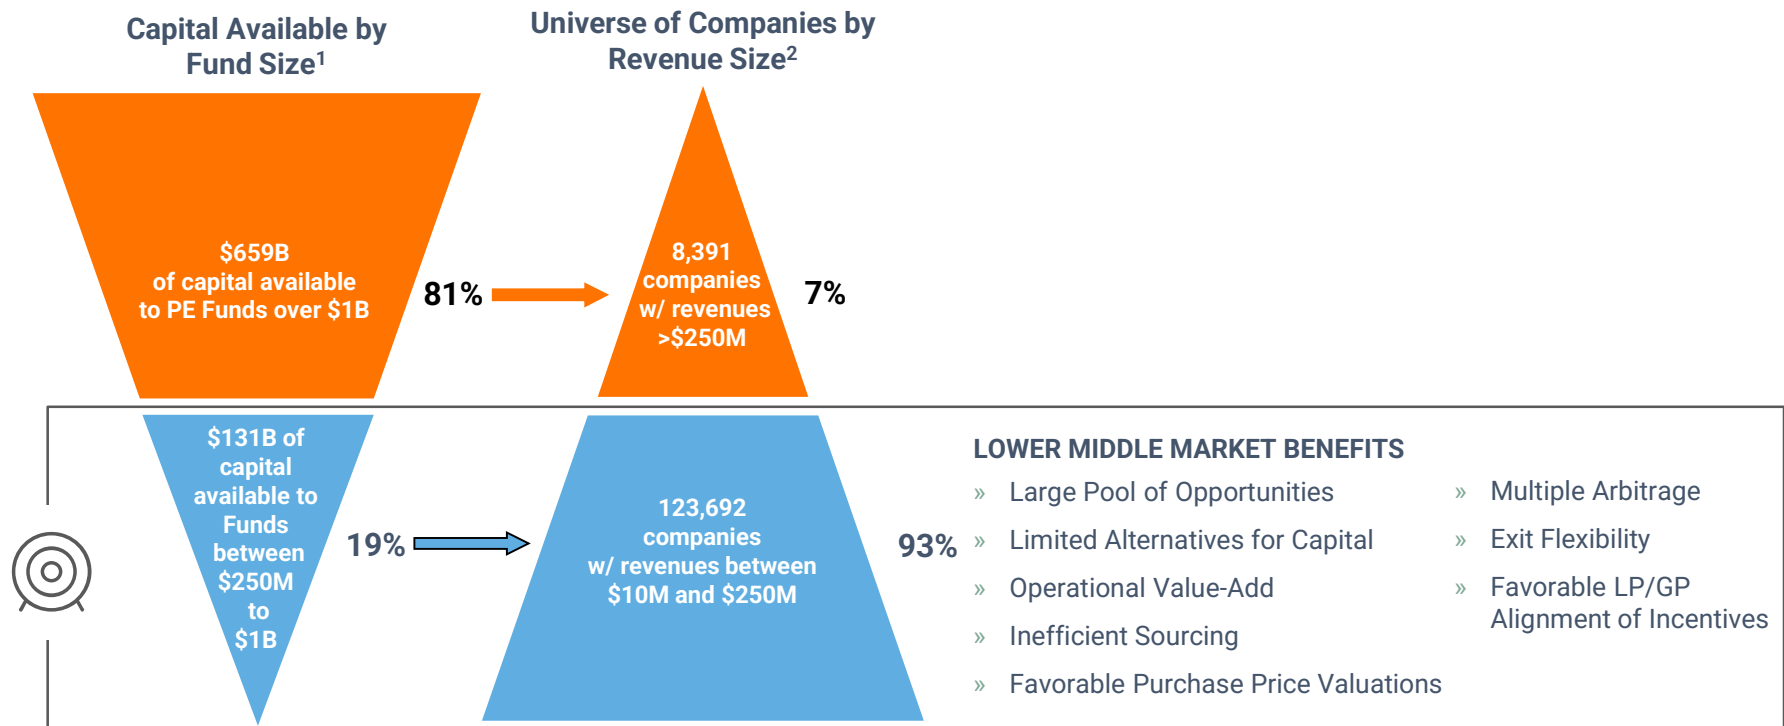 Capital Available by
Fund Size1
Universe of Companies by
Revenue Size2
$659B
of capital available
to PE Funds over $1B
81%
8,391
companies
w/ revenues
>$250M
7%
$131B of
capital
available to
Funds
between
$250M
to
$1B
19%
123,692
companies
w/ revenues between
$10M and $250M
93%
LOWER MIDDLE MARKET BENEFITS
» Large Pool of Opportunities
» Limited Alternatives for Capital
» Operational Value-Add
» Inefficient Sourcing
» Favorable Purchase Price Valuations
» Multiple Arbitrage
» Exit Flexibility
» Favorable LP/GP
Alignment of Incentives